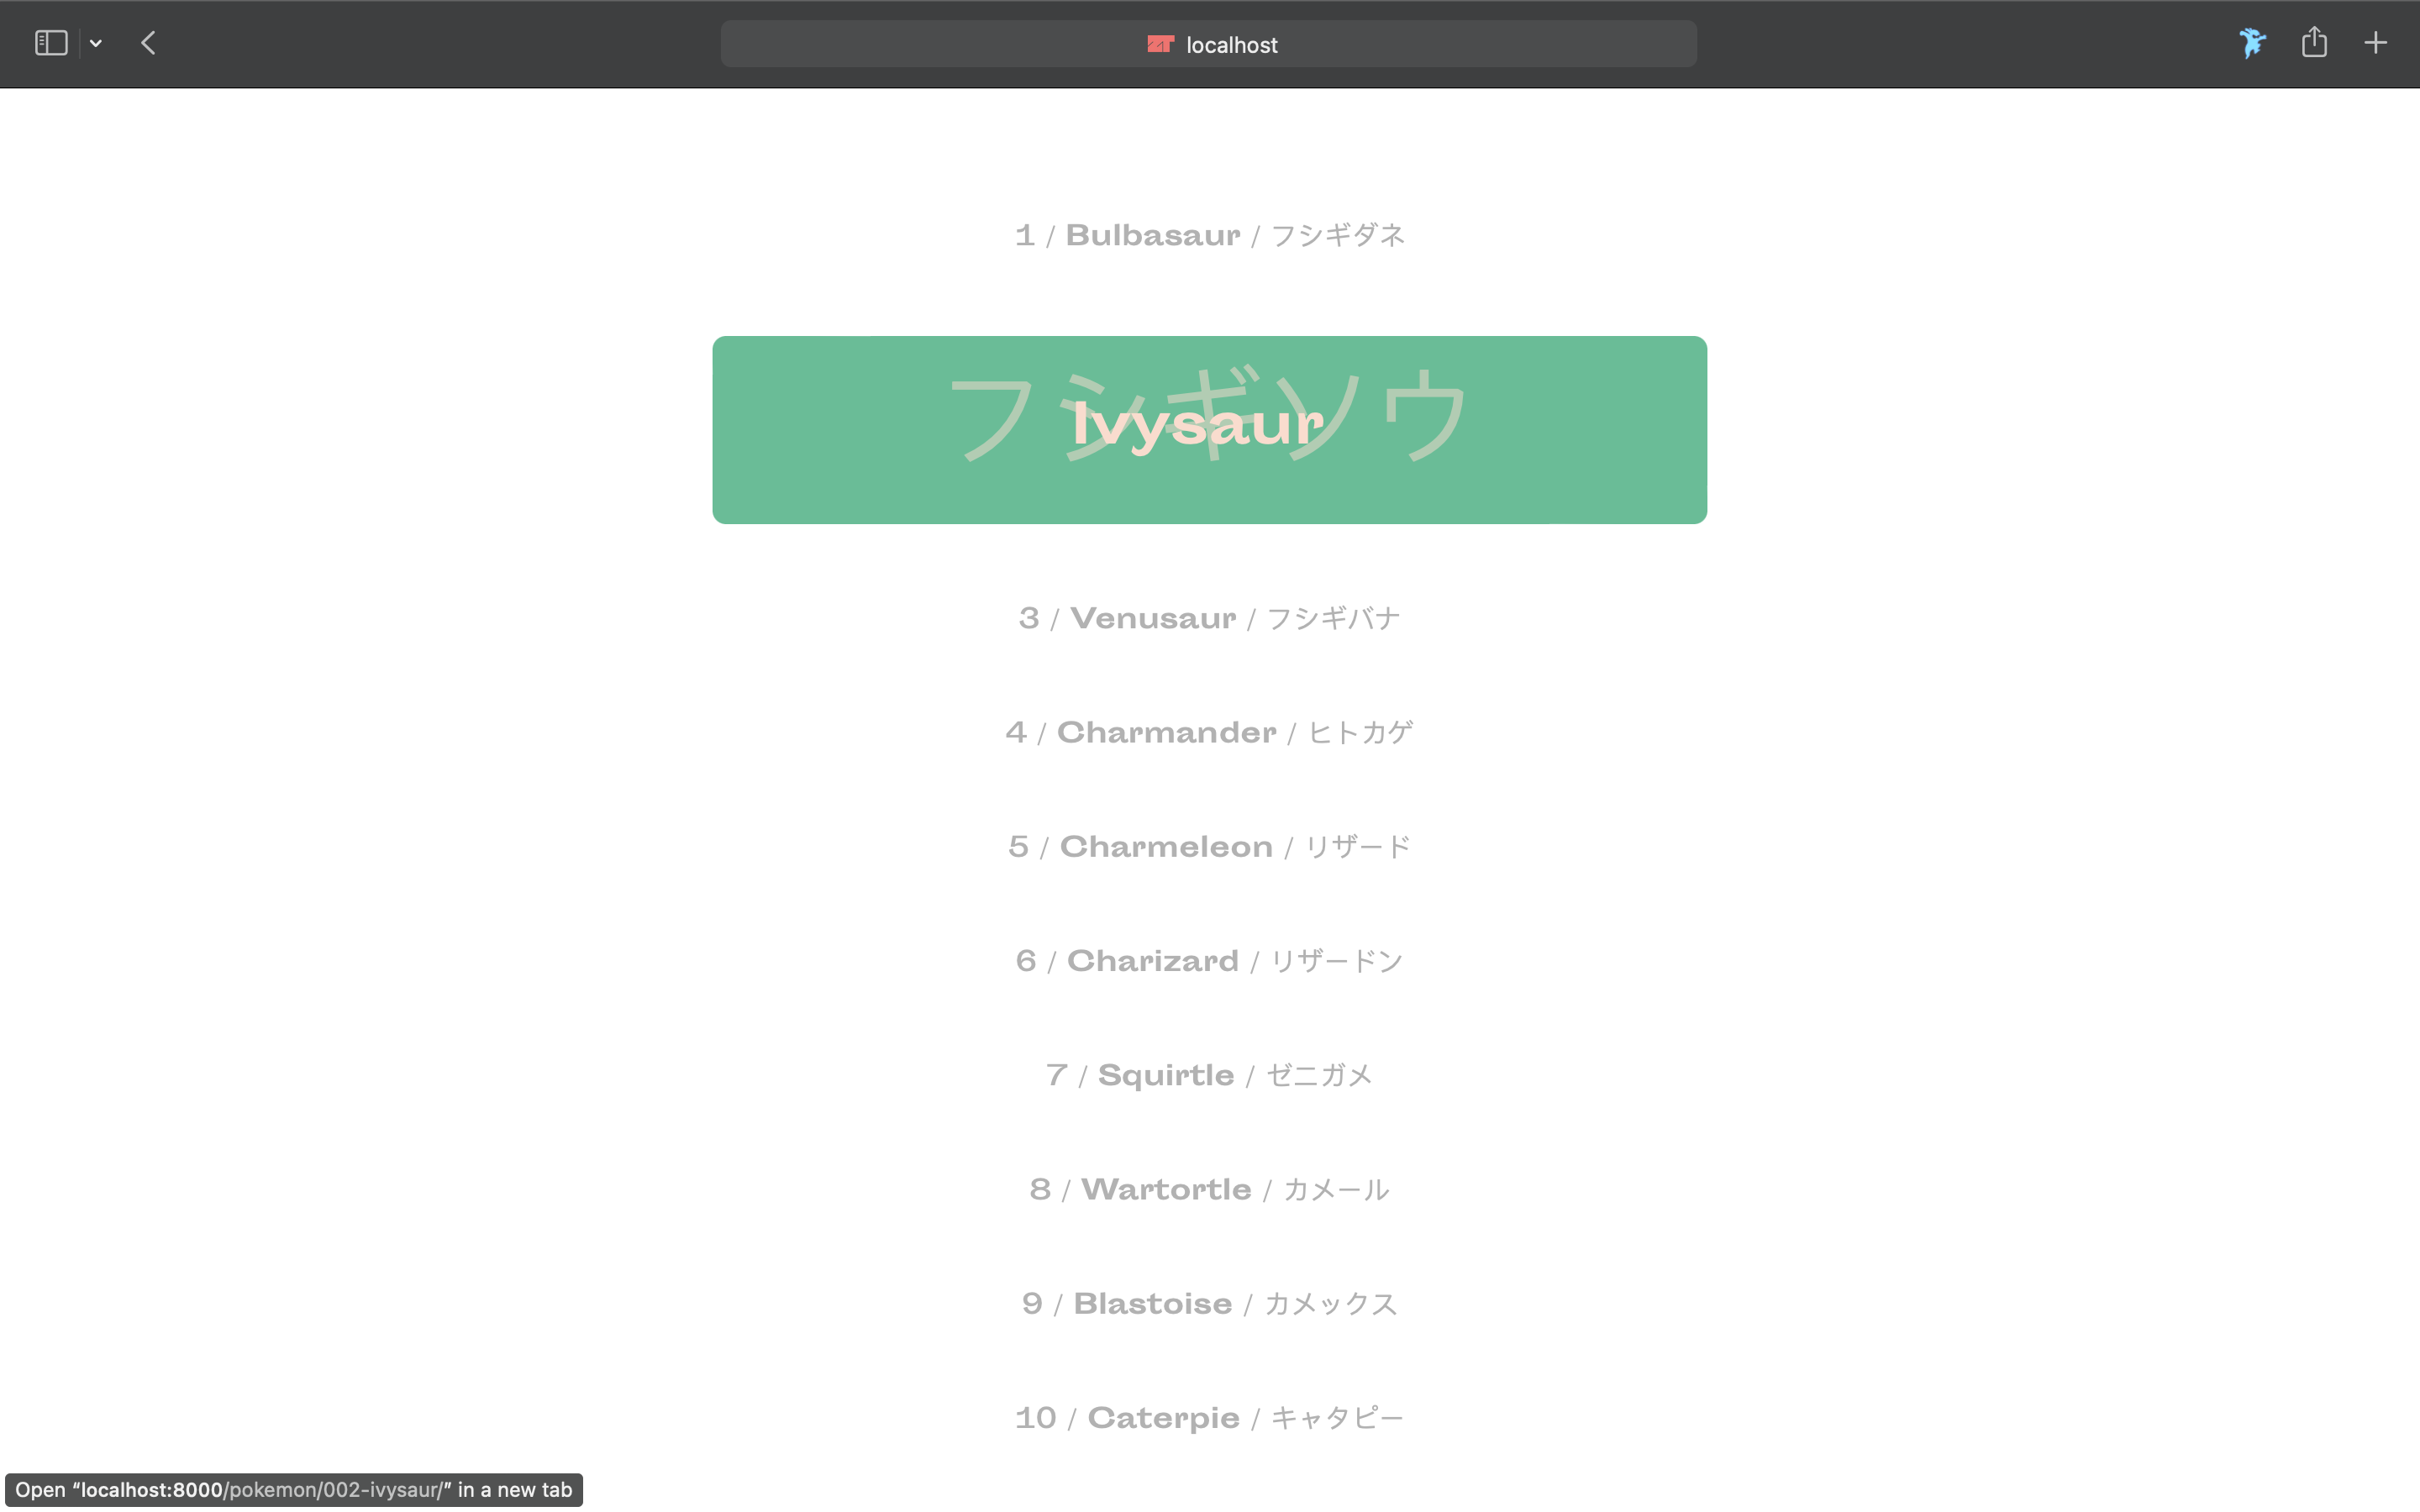 localhost
1 / Bulbasaur / フシギダネ
フシギソウ
Ivysaur
3 / Venusaur / フシギバナ
4 / Charmander / ヒトカゲ
5 / Charmeleon / リザード
6 / Charizard / リザードン
7 / Squirtle / ゼニガメ
8 / Wartortle / カメール
9 / Blastoise / カメックス
10 / Caterpie / キャタピー
Open “localhost:8000/pokemon/002-ivysaur/” in a new tab